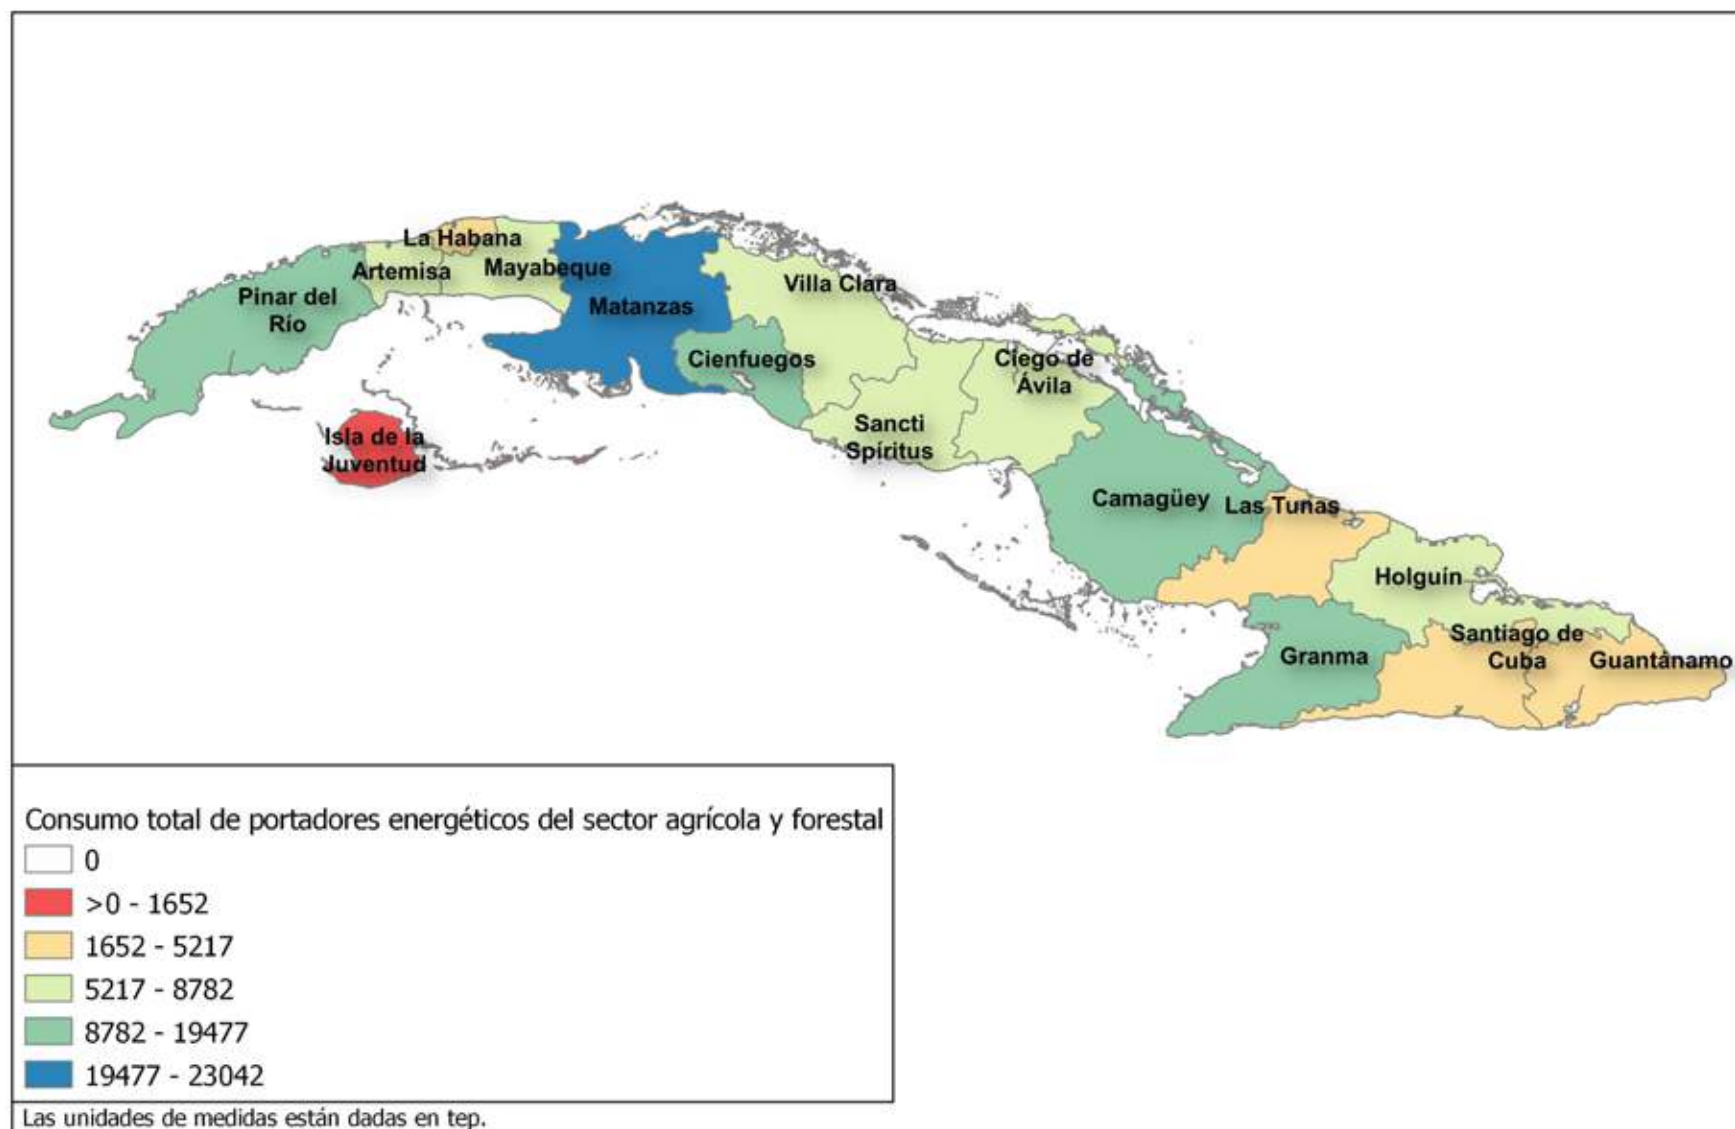 La Habana
Artemisa
Mayabeque
Pinar del
Río
Matanzas
Villa Clara
Cienfuegos
Ciego de
Ávila
Isla de la
Juventud
Sancti
Spíritus
Camagüey
Las Tunas
Holguín
Santiago de
Cuba
Granma
Guantánamo
Consumo total de portadores energéticos del sector agrícola y forestal
0
>0 - 1652
1652 - 5217
5217 - 8782
8782 - 19477
19477 - 23042
Las unidades de medidas están dadas en tep.